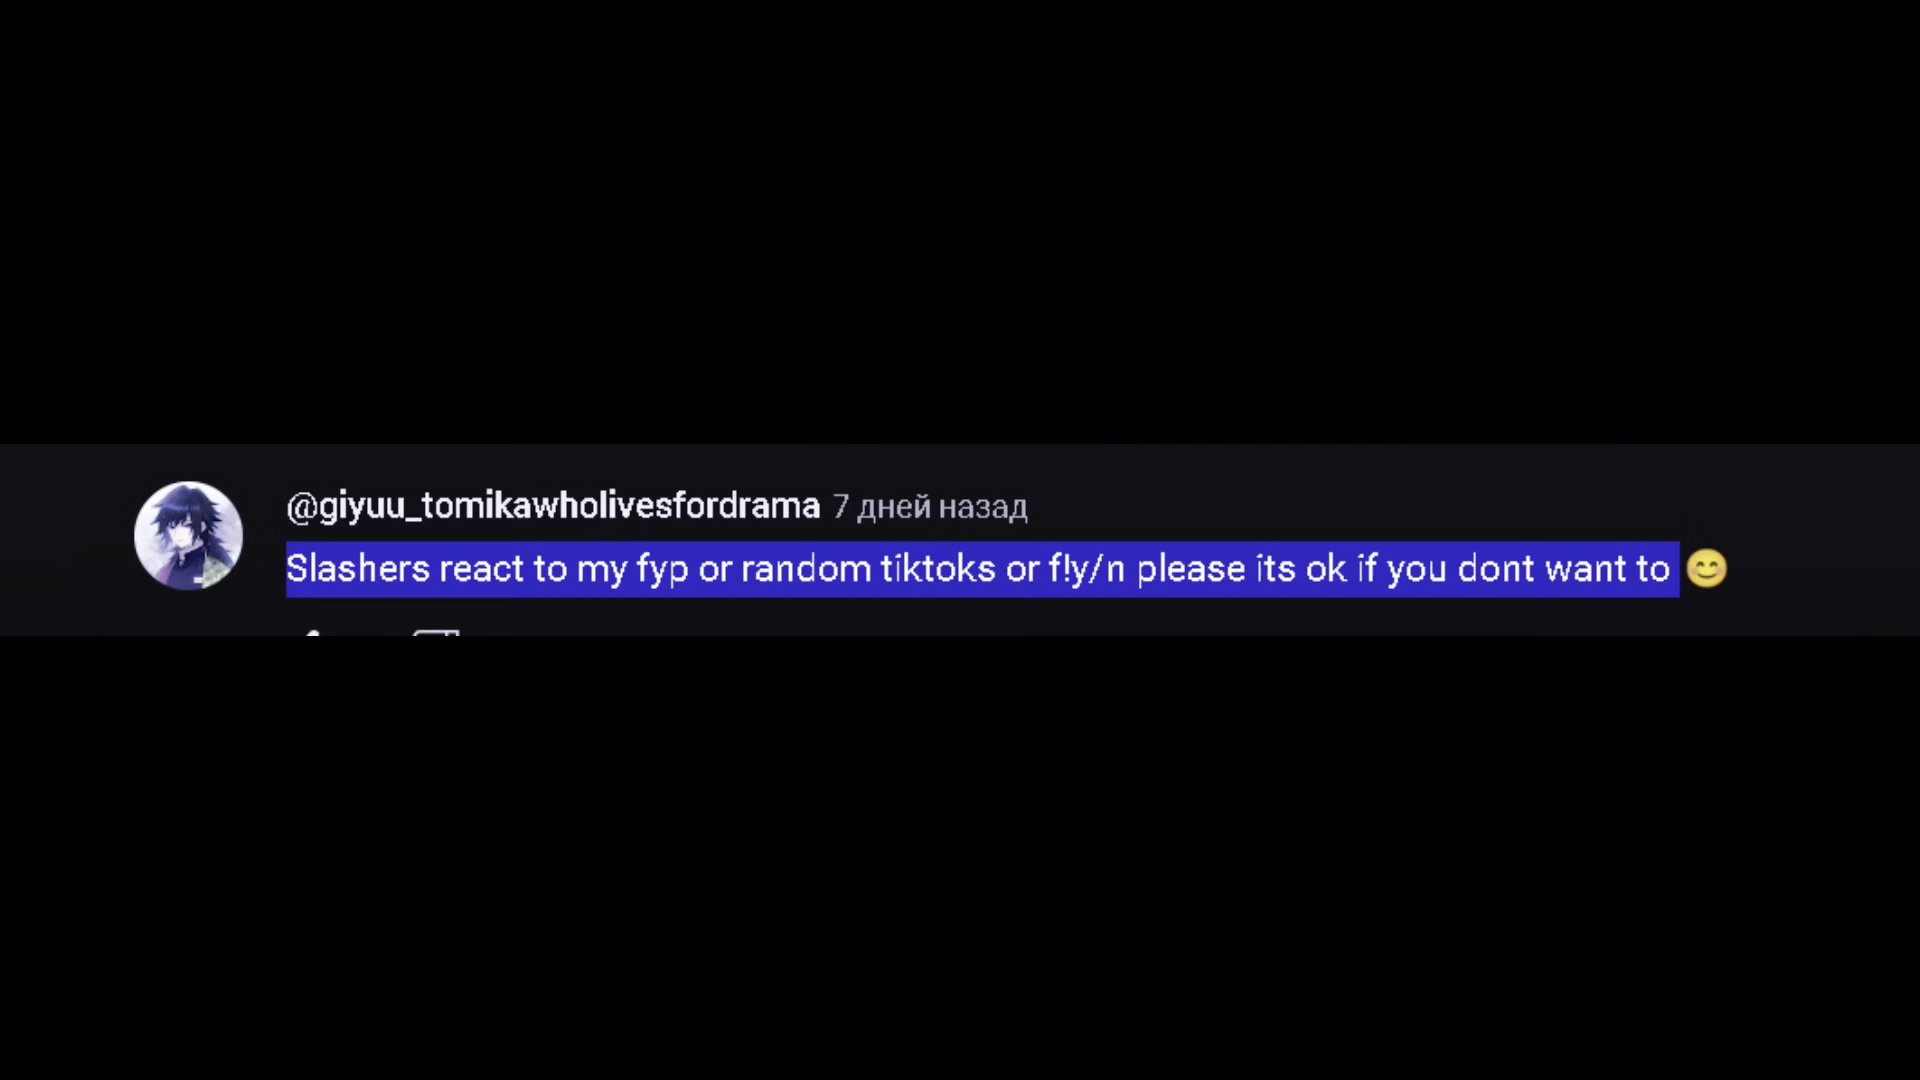 @giyuu_tomikawholivesfordrama 7 дней назад
Slashers react to my fyp or random tiktoks or f!y/n please its ok if you dont want to 😊